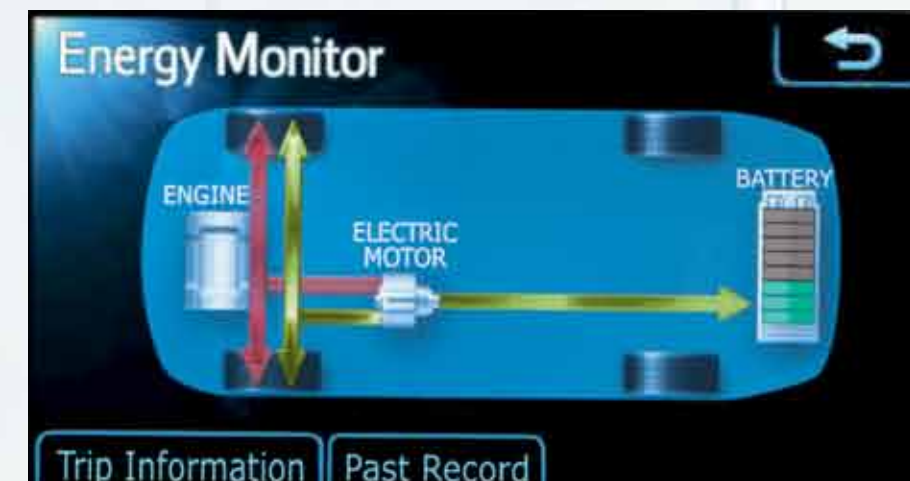 Energy Monitor
ENGINE
BATTERY
ELECTRIC
MOTOR
Trip Information
Past Record